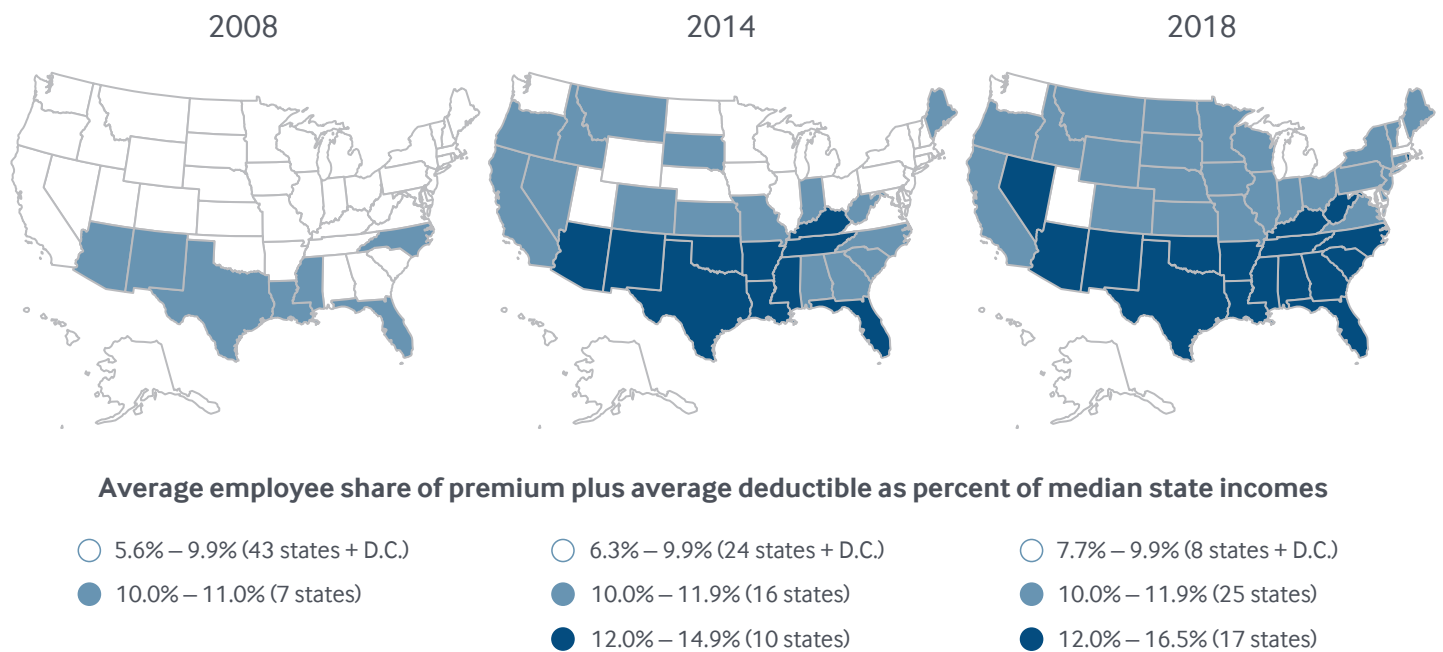 2008
2014
2018
Average employee share of premium plus average deductible as percent of median state incomes
5.6% – 9.9% (43 states + D.C.)
10.0% – 11.0% (7 states)
6.3% – 9.9% (24 states + D.C.)
10.0% – 11.9% (16 states)
12.0% – 14.9% (10 states)
7.7% – 9.9% (8 states + D.C.)
10.0% – 11.9% (25 states)
12.0% – 16.5% (17 states)